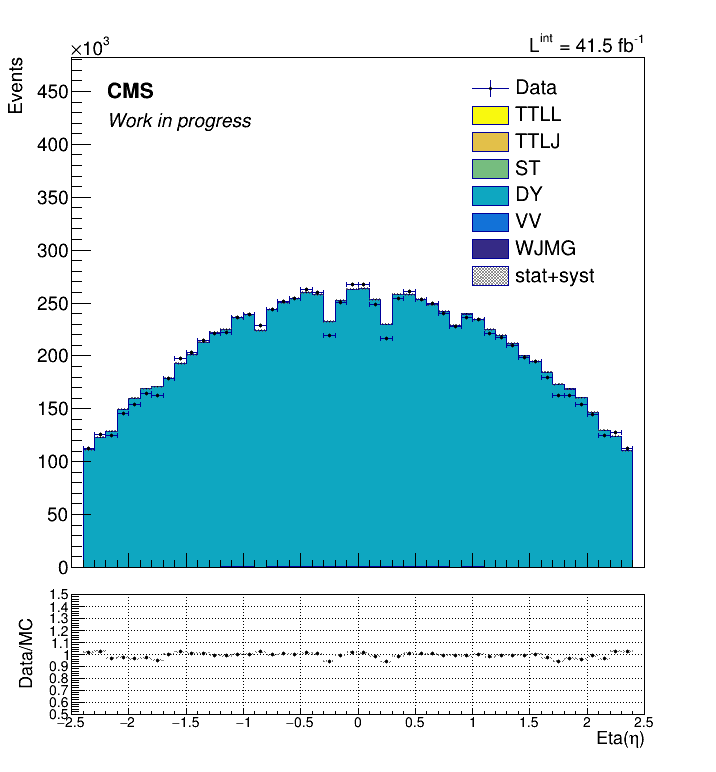 ×10³
L^int = 41.5 fb⁻¹
Events
CMS
Work in progress
Data
TTLL
TTLJ
ST
DY
VV
WJMG
stat+syst
450
400
350
300
250
200
150
100
50
0
Data/MC
1.5
1.4
1.3
1.2
1.1
1
0.9
0.8
0.7
0.6
0.5
−2.5 −2 −1.5 −1 −0.5 0 0.5 1 1.5 2 2.5
Eta(η)